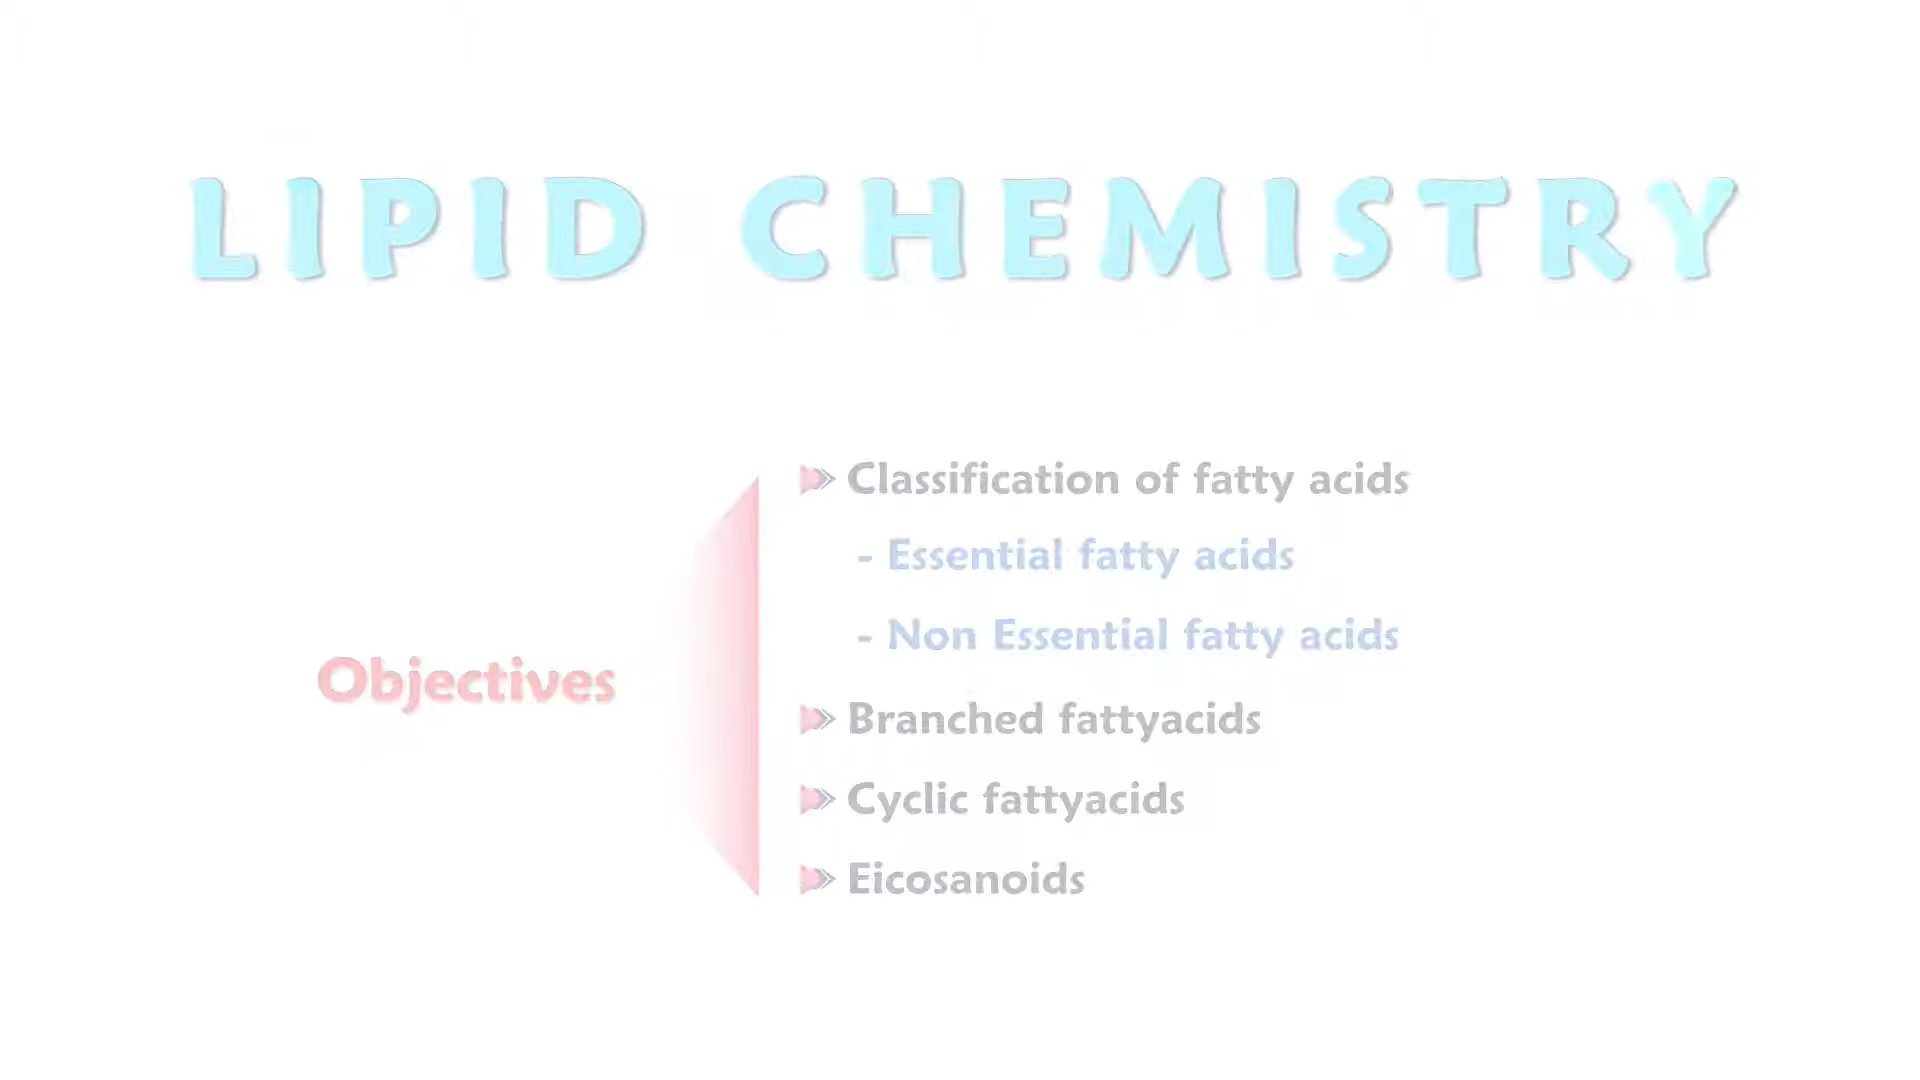 LIPID CHEMISTRY
Objectives
Classification of fatty acids
- Essential fatty acids
- Non Essential fatty acids
Branched fattyacids
Cyclic fattyacids
Eicosanoids